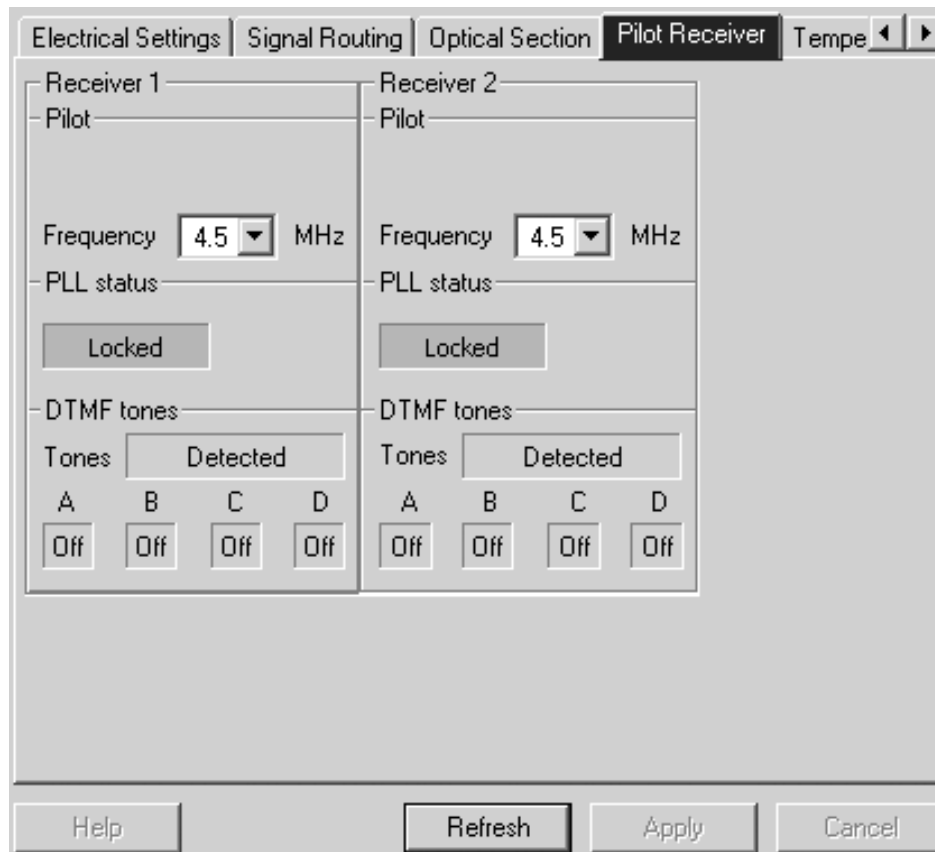 Electrical Settings Signal Routing Optical Section Pilot Receiver Tempe
Receiver 1 Receiver 2
Pilot Pilot
Frequency 4.5 MHz Frequency 4.5 MHz
PLL status PLL status
Locked Locked
DTMF tones DTMF tones
Tones Detected Tones Detected
A B C D A B C D
Off Off Off Off Off Off Off Off
Help Refresh Apply Cancel